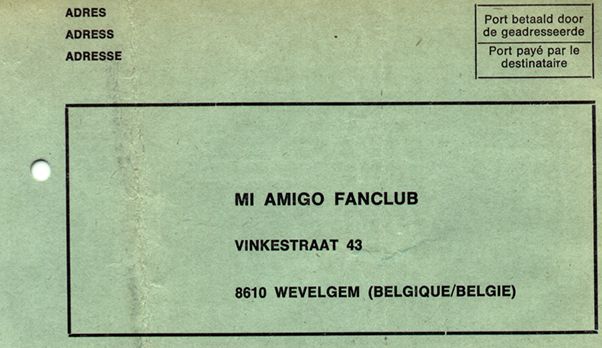 ADRES
ADRESS
ADRESSE
Port betaald door
de geadresseerde
Port payé par le
destinataire
MI AMIGO FANCLUB
VINKESTRAAT 43
8610 WEVELGEM (BELGIQUE/BELGIE)